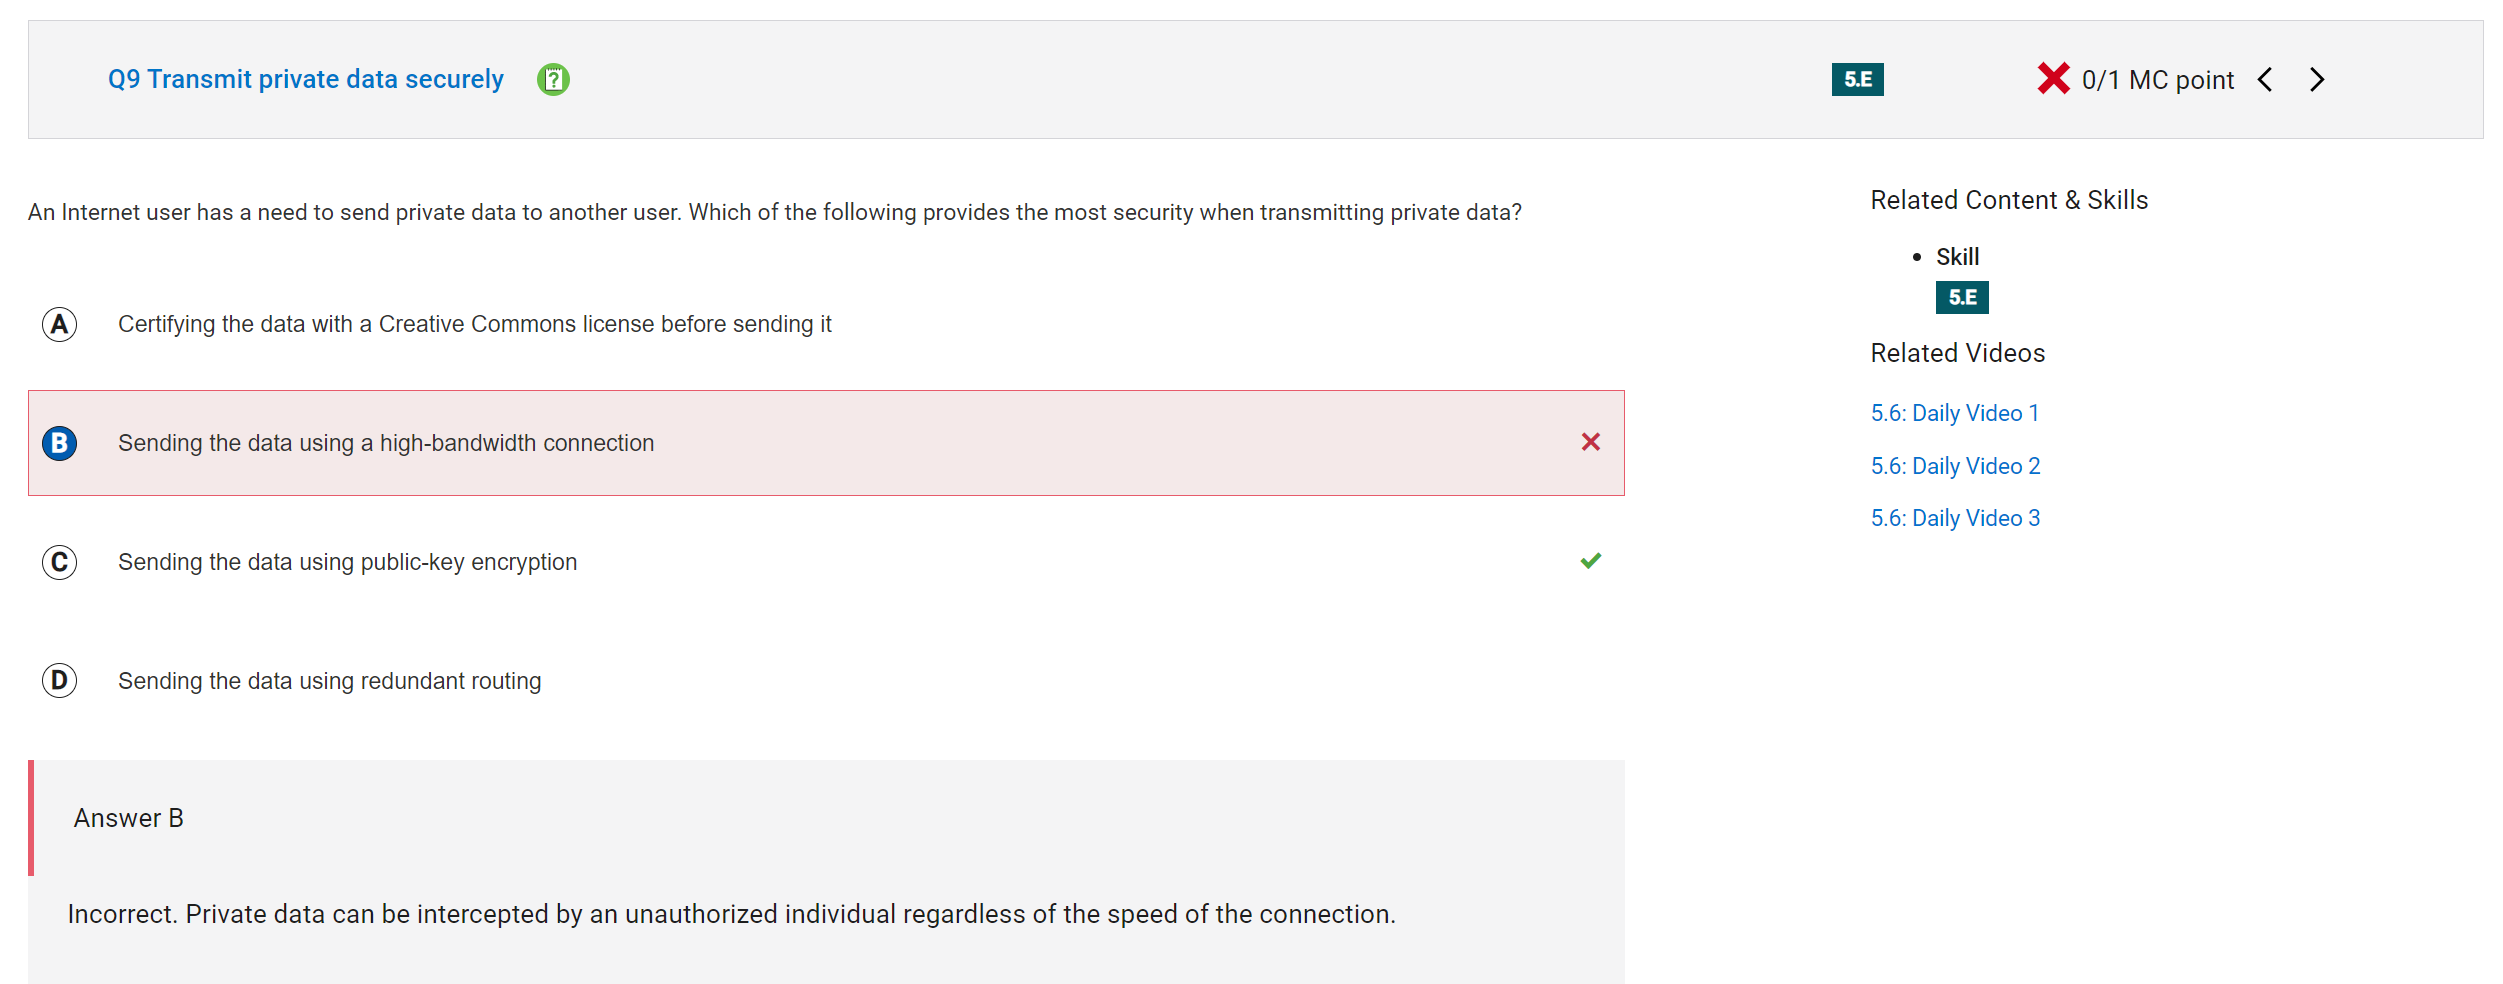 Q9 Transmit private data securely
?
5.E
0/1 MC point
An Internet user has a need to send private data to another user. Which of the following provides the most security when transmitting private data?
A Certifying the data with a Creative Commons license before sending it
B Sending the data using a high-bandwidth connection
C Sending the data using public-key encryption
D Sending the data using redundant routing
Answer B
Incorrect. Private data can be intercepted by an unauthorized individual regardless of the speed of the connection.
Related Content & Skills
• Skill
5.E
Related Videos
5.6: Daily Video 1
5.6: Daily Video 2
5.6: Daily Video 3